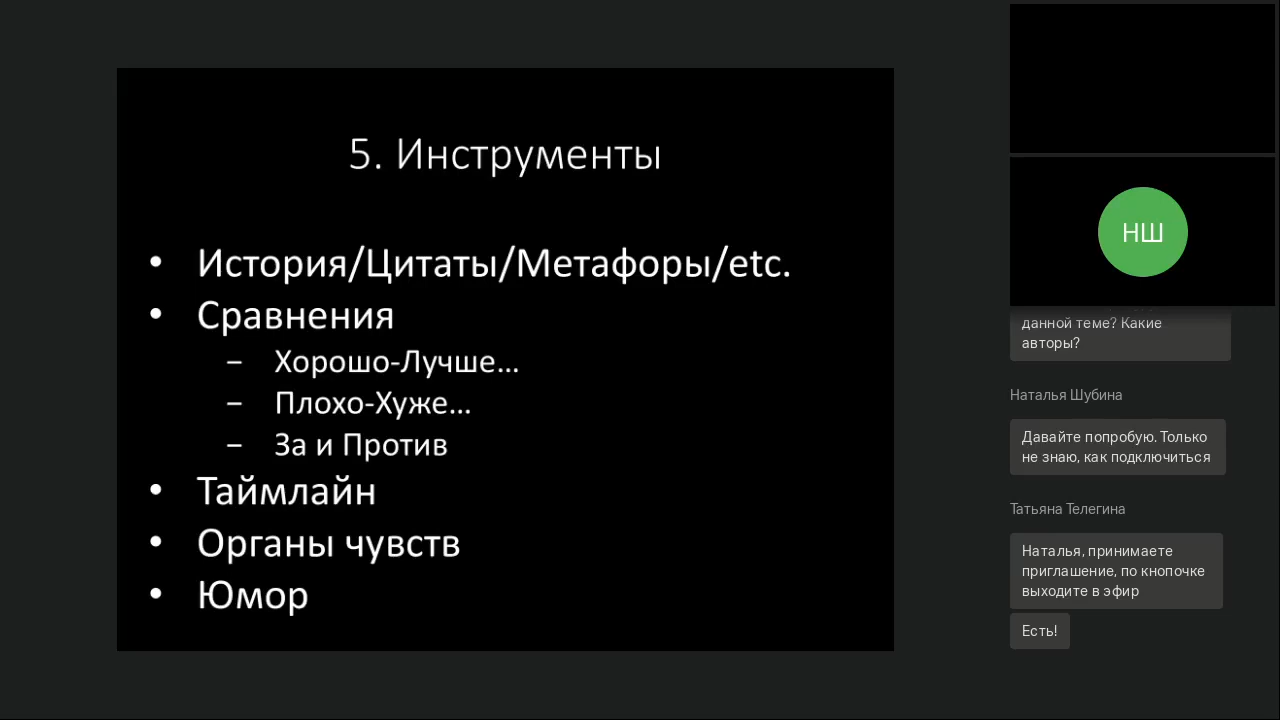 5. Инструменты
• История/Цитаты/Метафоры/etc.
• Сравнения
– Хорошо-Лучше...
– Плохо-Хуже...
– За и Против
• Таймлайн
• Органы чувств
• Юмор
НШ
данной теме? Какие
авторы?
Наталья Шубина
Давайте попробую. Только
не знаю, как подключиться
Татьяна Телегина
Наталья, принимаете
приглашение, по кнопочке
выходите в эфир
Есть!